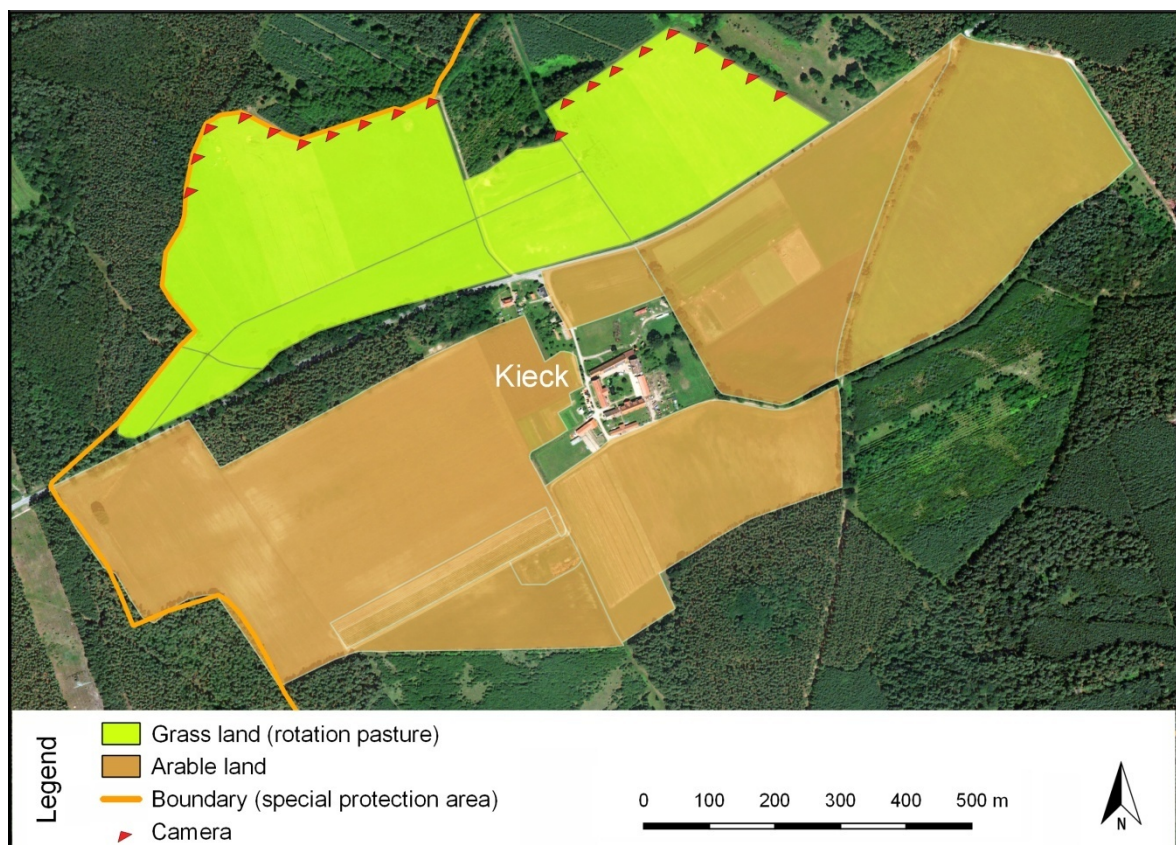 Kieck
Legend
Grass land (rotation pasture)
Arable land
Boundary (special protection area)
Camera
0 100 200 300 400 500 m
N